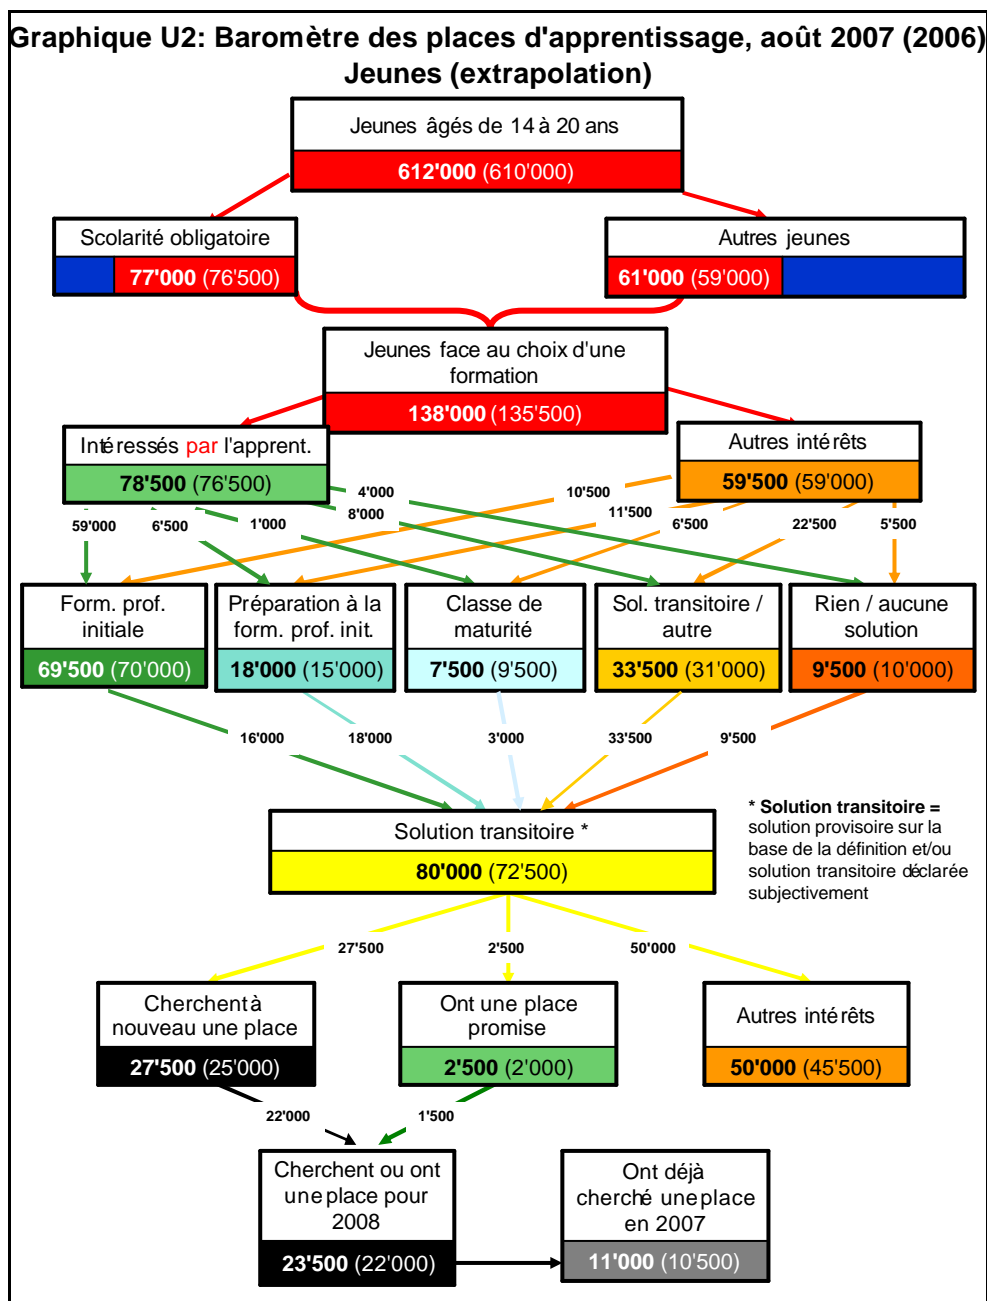 Graphique U2: Baromètre des places d'apprentissage, août 2007 (2006)
Jeunes (extrapolation)
Jeunes âgés de 14 à 20 ans
612'000 (610'000)
Scolarité obligatoire
77'000 (76'500)
Autres jeunes
61'000 (59'000)
Jeunes face au choix d'une
formation
138'000 (135'500)
Intéressés par l'apprent.
78'500 (76'500)
Autres intérêts
59'500 (59'000)
4'000
10'500
59'000
6'500
1'000
8'000
11'500
6'500
22'500
5'500
Form. prof.
initiale
69'500 (70'000)
Préparation à la
form. prof. init.
18'000 (15'000)
Classe de
maturité
7'500 (9'500)
Sol. transitoire /
autre
33'500 (31'000)
Rien / aucune
solution
9'500 (10'000)
16'000
18'000
3'000
33'500
9'500
Solution transitoire *
80'000 (72'500)
* Solution transitoire =
solution provisoire sur la
base de la définition et/ou
solution transitoire déclarée
subjectivement
27'500
2'500
50'000
Cherchent à
nouveau une place
27'500 (25'000)
Ont une place
promise
2'500 (2'000)
Autres intérêts
50'000 (45'500)
22'000
1'500
Cherchent ou ont
une place pour
2008
23'500 (22'000)
Ont déjà
cherché une place
en 2007
11'000 (10'500)